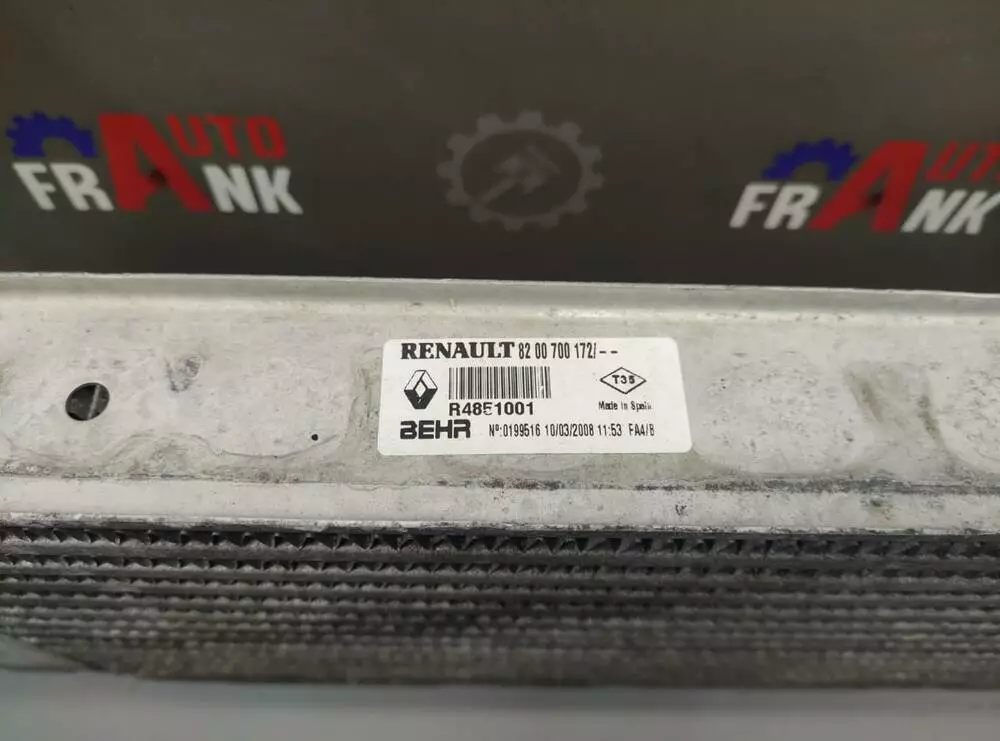 AUTO
FRANK
AUTO
FRANK
RENAULT 82 00 700 172/--
R4851001
T35
Made in Spain
BEHR Nº:0199516 10/03/2008 11:53 FA4/B